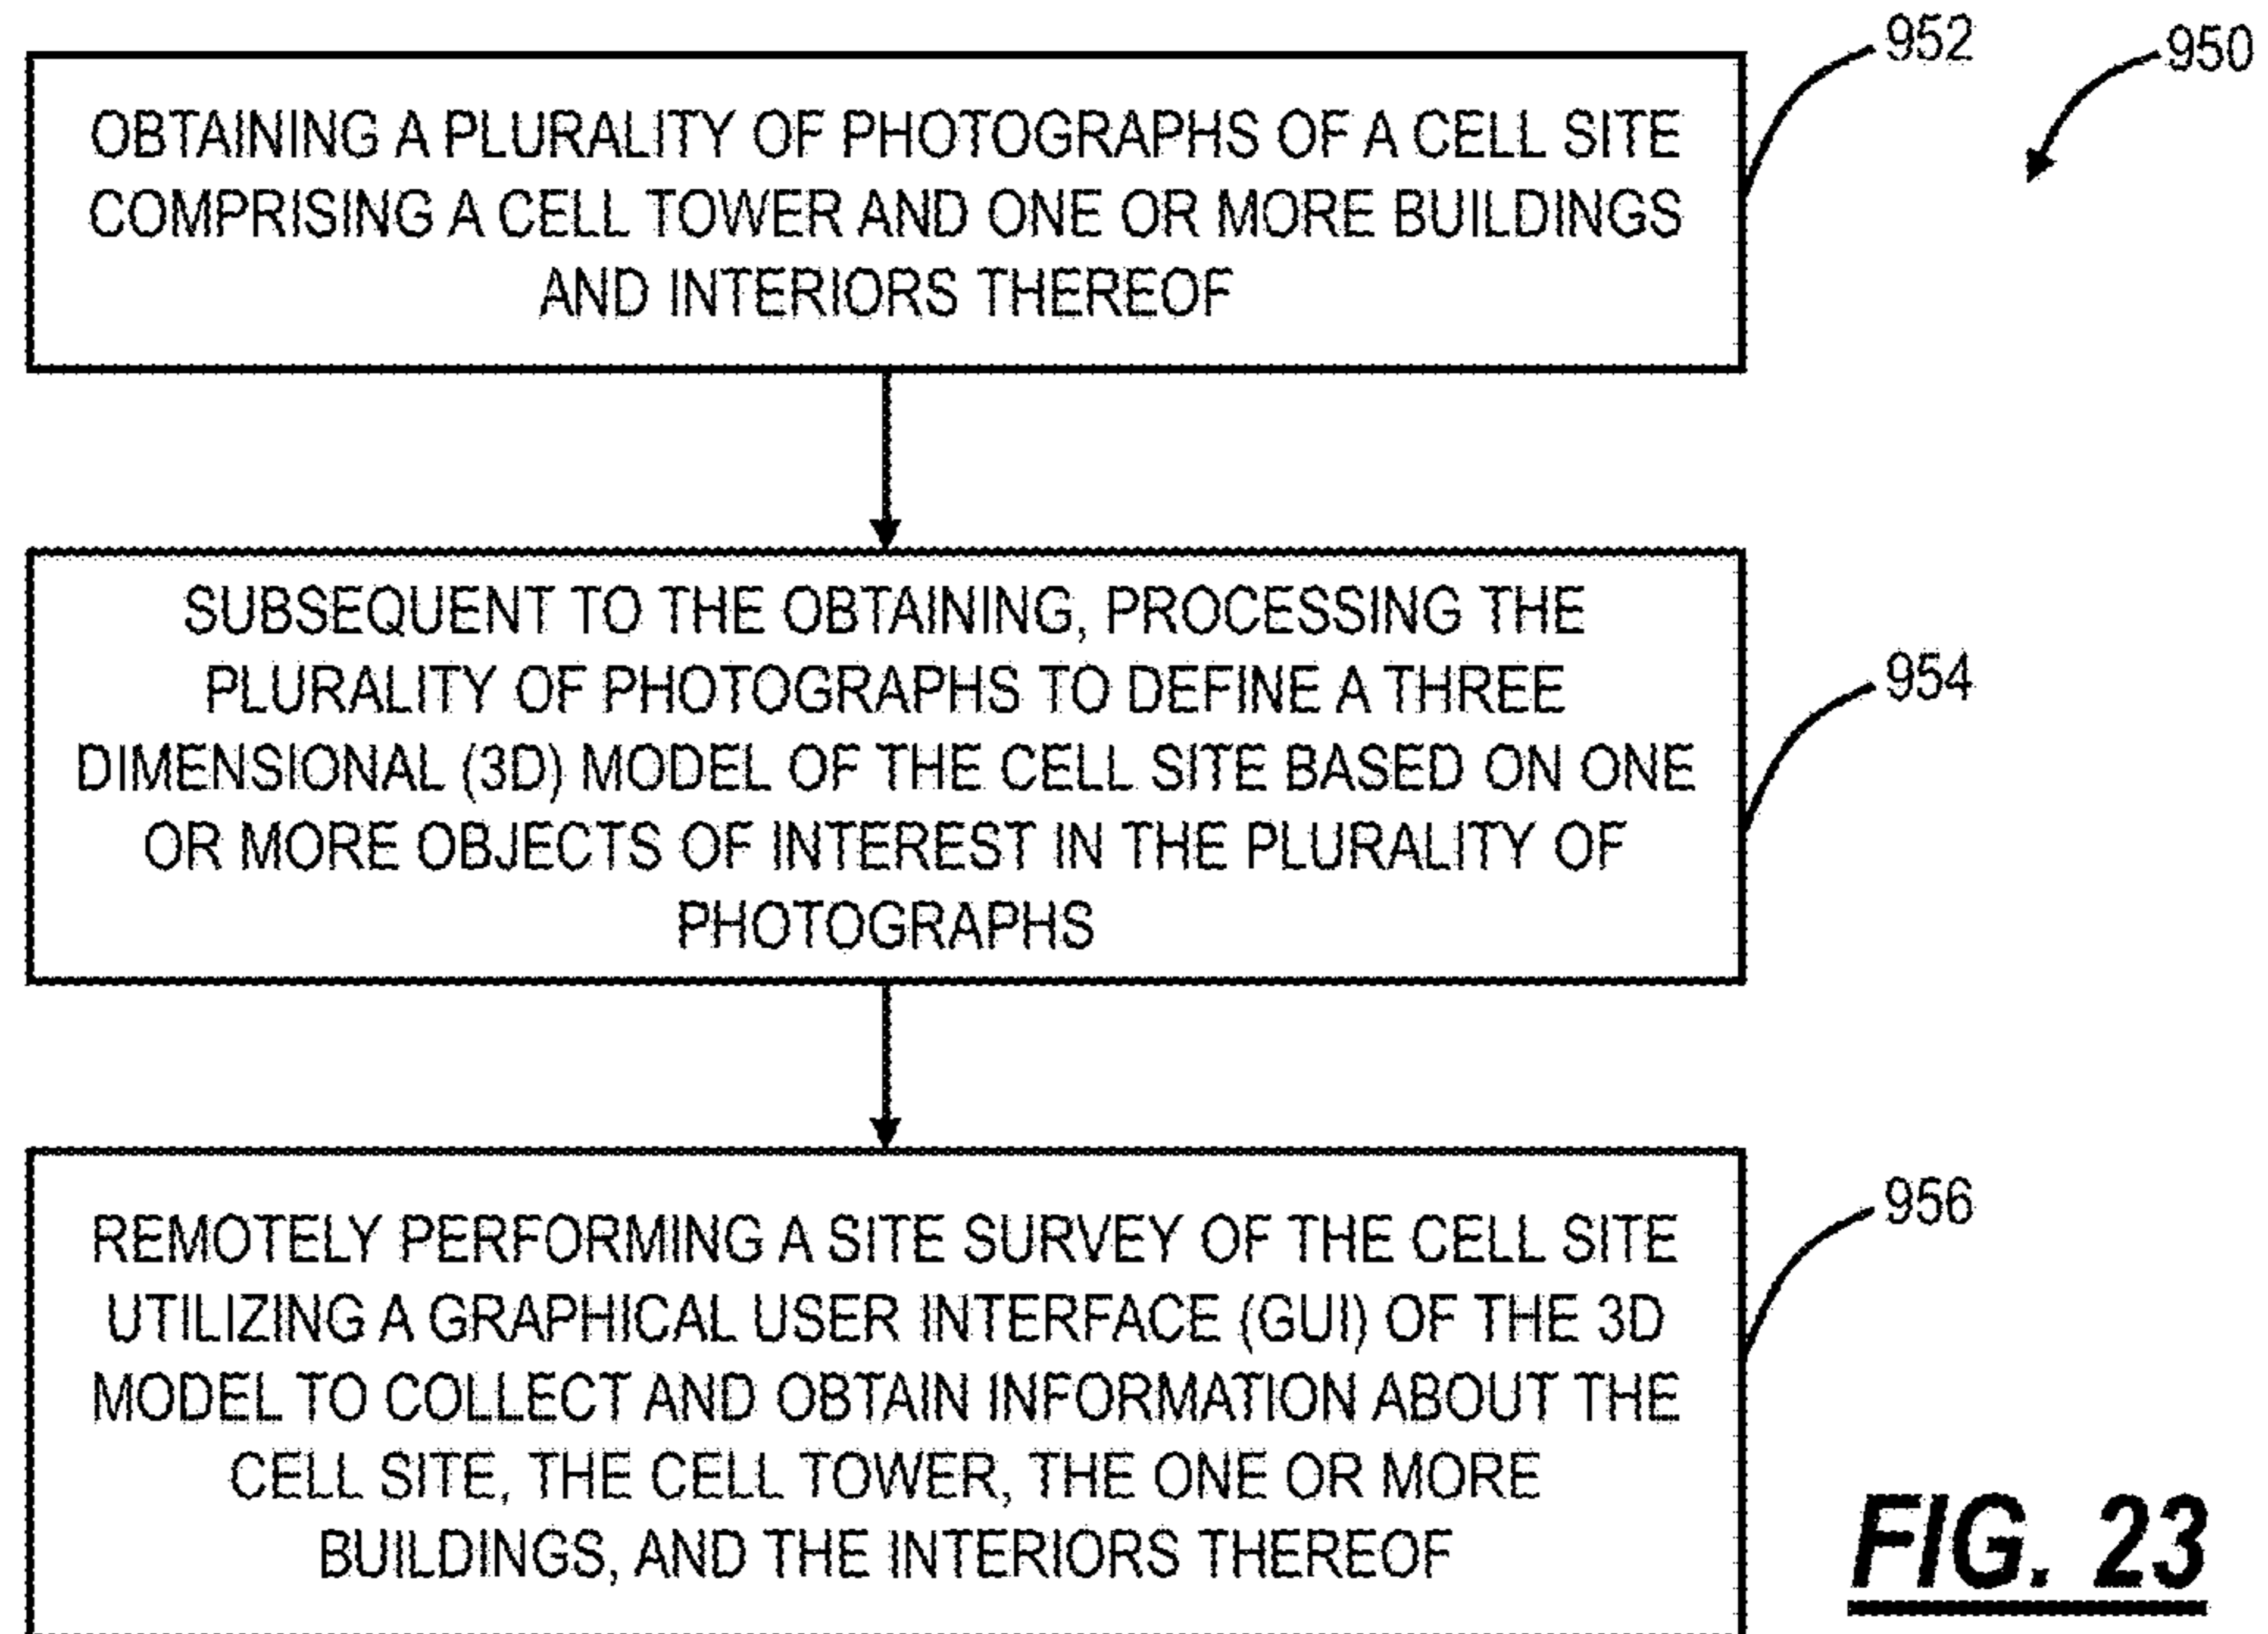 952
950
OBTAINING A PLURALITY OF PHOTOGRAPHS OF A CELL SITE
COMPRISING A CELL TOWER AND ONE OR MORE BUILDINGS
AND INTERIORS THEREOF
SUBSEQUENT TO THE OBTAINING, PROCESSING THE
PLURALITY OF PHOTOGRAPHS TO DEFINE A THREE
DIMENSIONAL (3D) MODEL OF THE CELL SITE BASED ON ONE
OR MORE OBJECTS OF INTEREST IN THE PLURALITY OF
PHOTOGRAPHS
954
REMOTELY PERFORMING A SITE SURVEY OF THE CELL SITE
UTILIZING A GRAPHICAL USER INTERFACE (GUI) OF THE 3D
MODEL TO COLLECT AND OBTAIN INFORMATION ABOUT THE
CELL SITE, THE CELL TOWER, THE ONE OR MORE
BUILDINGS, AND THE INTERIORS THEREOF
956
FIG. 23